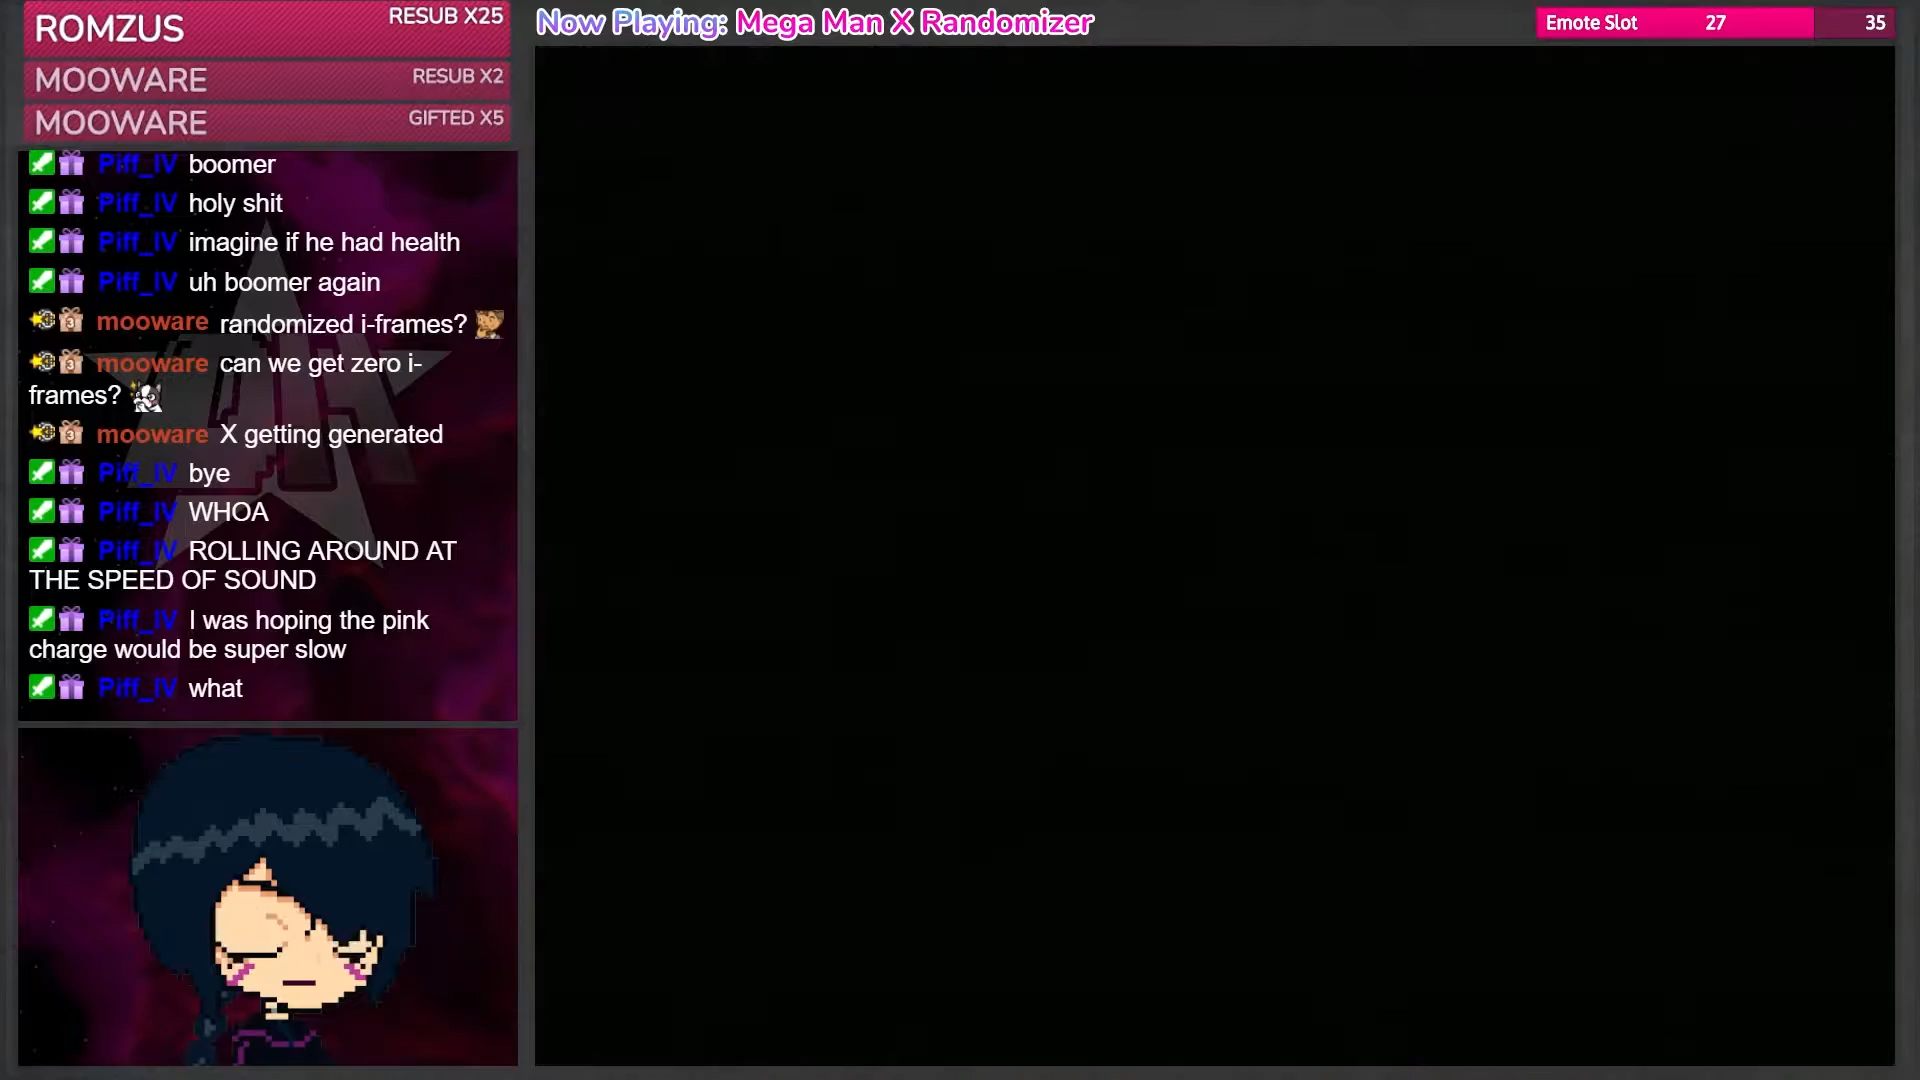 ROMZUS RESUB X25
MOOWARE RESUB X2
MOOWARE GIFTED X5
Now Playing: Mega Man X Randomizer
Emote Slot 27 35
Piff_IV boomer
Piff_IV holy shit
Piff_IV imagine if he had health
Piff_IV uh boomer again
mooware randomized i-frames?
mooware can we get zero i-
frames?
mooware X getting generated
Piff_IV bye
Piff_IV WHOA
Piff_IV ROLLING AROUND AT
THE SPEED OF SOUND
Piff_IV I was hoping the pink
charge would be super slow
Piff_IV what